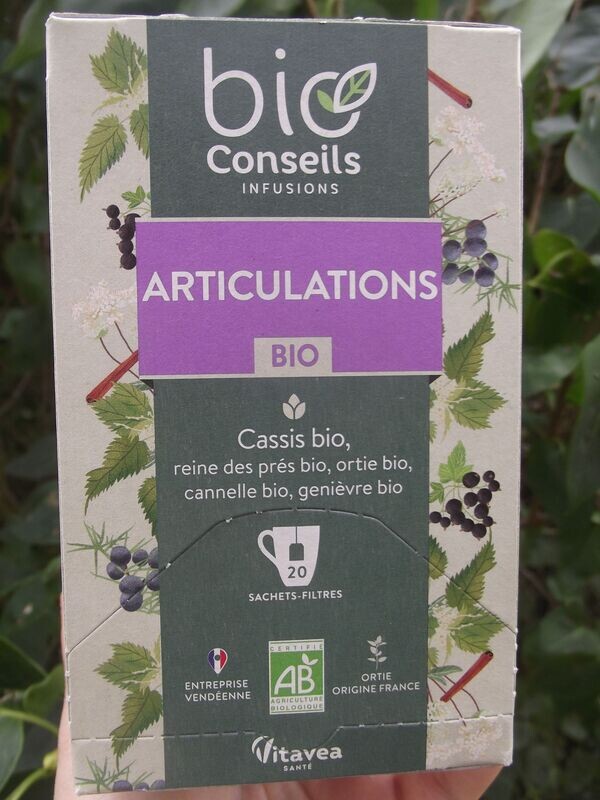 bio
Conseils
INFUSIONS
ARTICULATIONS
BIO
Cassis bio,
reine des prés bio, ortie bio,
cannelle bio, genièvre bio
20
SACHETS-FILTRES
ENTREPRISE
VENDÉENNE
CERTIFIÉ
AB
AGRICULTURE
BIOLOGIQUE
ORTIE
ORIGINE FRANCE
Vitavea
SANTÉ